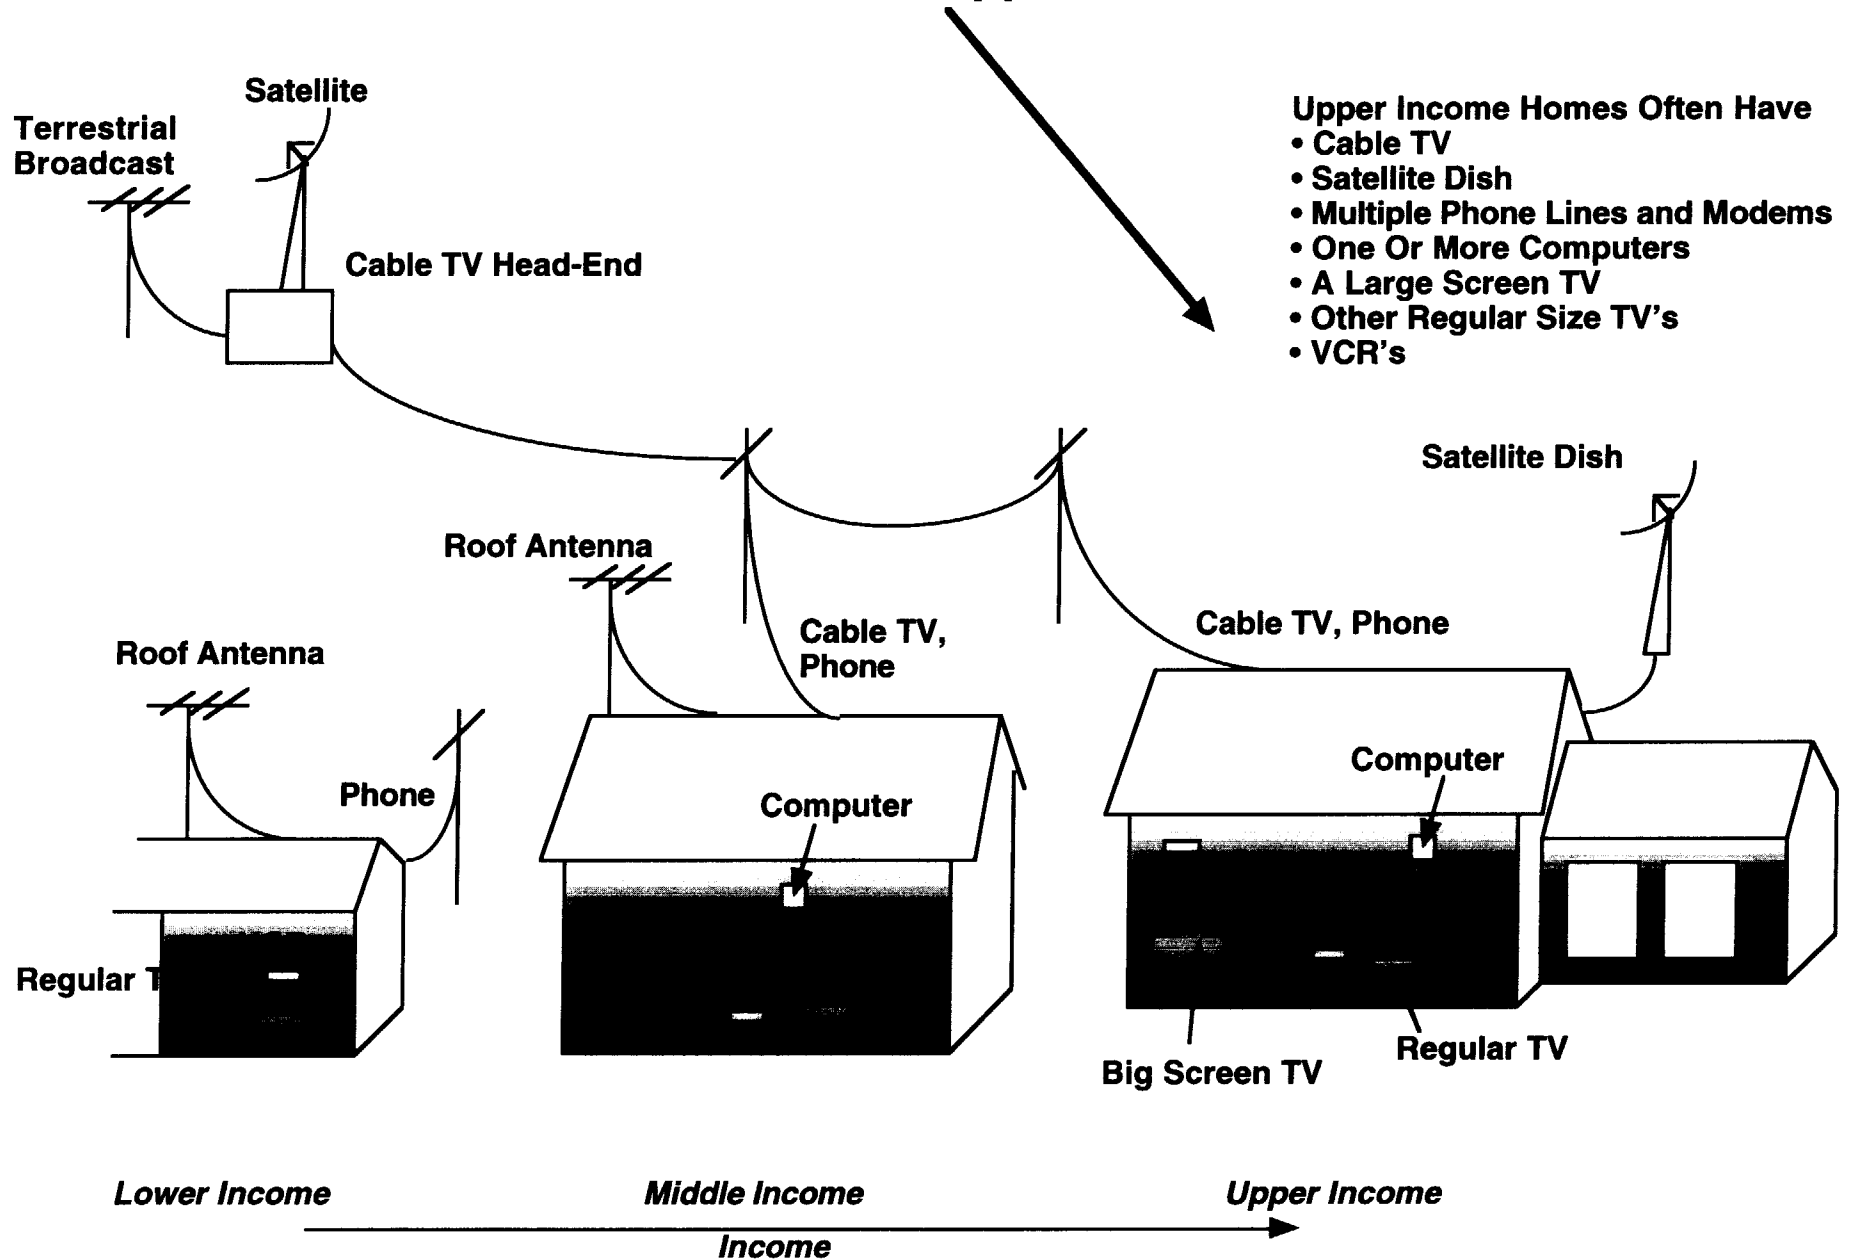 Satellite
Terrestrial
Broadcast
Cable TV Head-End
Upper Income Homes Often Have
• Cable TV
• Satellite Dish
• Multiple Phone Lines and Modems
• One Or More Computers
• A Large Screen TV
• Other Regular Size TV's
• VCR's
Satellite Dish
Roof Antenna
Cable TV,
Phone
Cable TV, Phone
Roof Antenna
Phone
Computer
Computer
Regular
Big Screen TV
Regular TV
Lower Income
Middle Income
Upper Income
Income